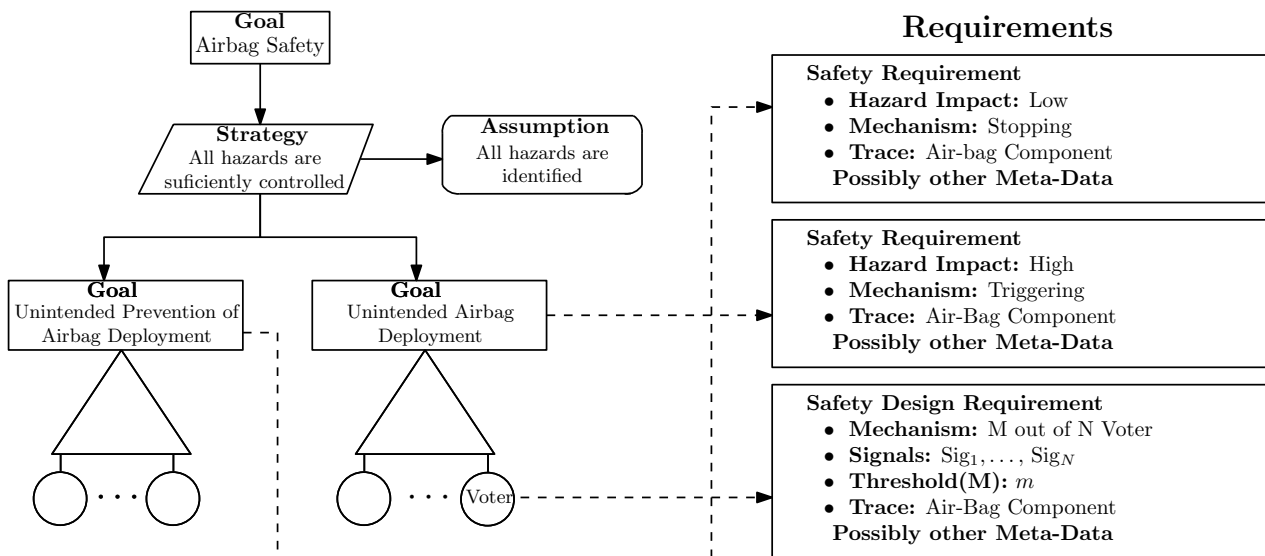 Goal
Airbag Safety
Strategy
All hazards are
suficiently controlled
Assumption
All hazards are
identified
Goal
Unintended Prevention of
Airbag Deployment
Goal
Unintended Airbag
Deployment
...
...
Voter
Requirements
Safety Requirement
• Hazard Impact: Low
• Mechanism: Stopping
• Trace: Air-bag Component
Possibly other Meta-Data
Safety Requirement
• Hazard Impact: High
• Mechanism: Triggering
• Trace: Air-Bag Component
Possibly other Meta-Data
Safety Design Requirement
• Mechanism: M out of N Voter
• Signals: Sig₁,..., Sig_N
• Threshold(M): m
• Trace: Air-Bag Component
Possibly other Meta-Data